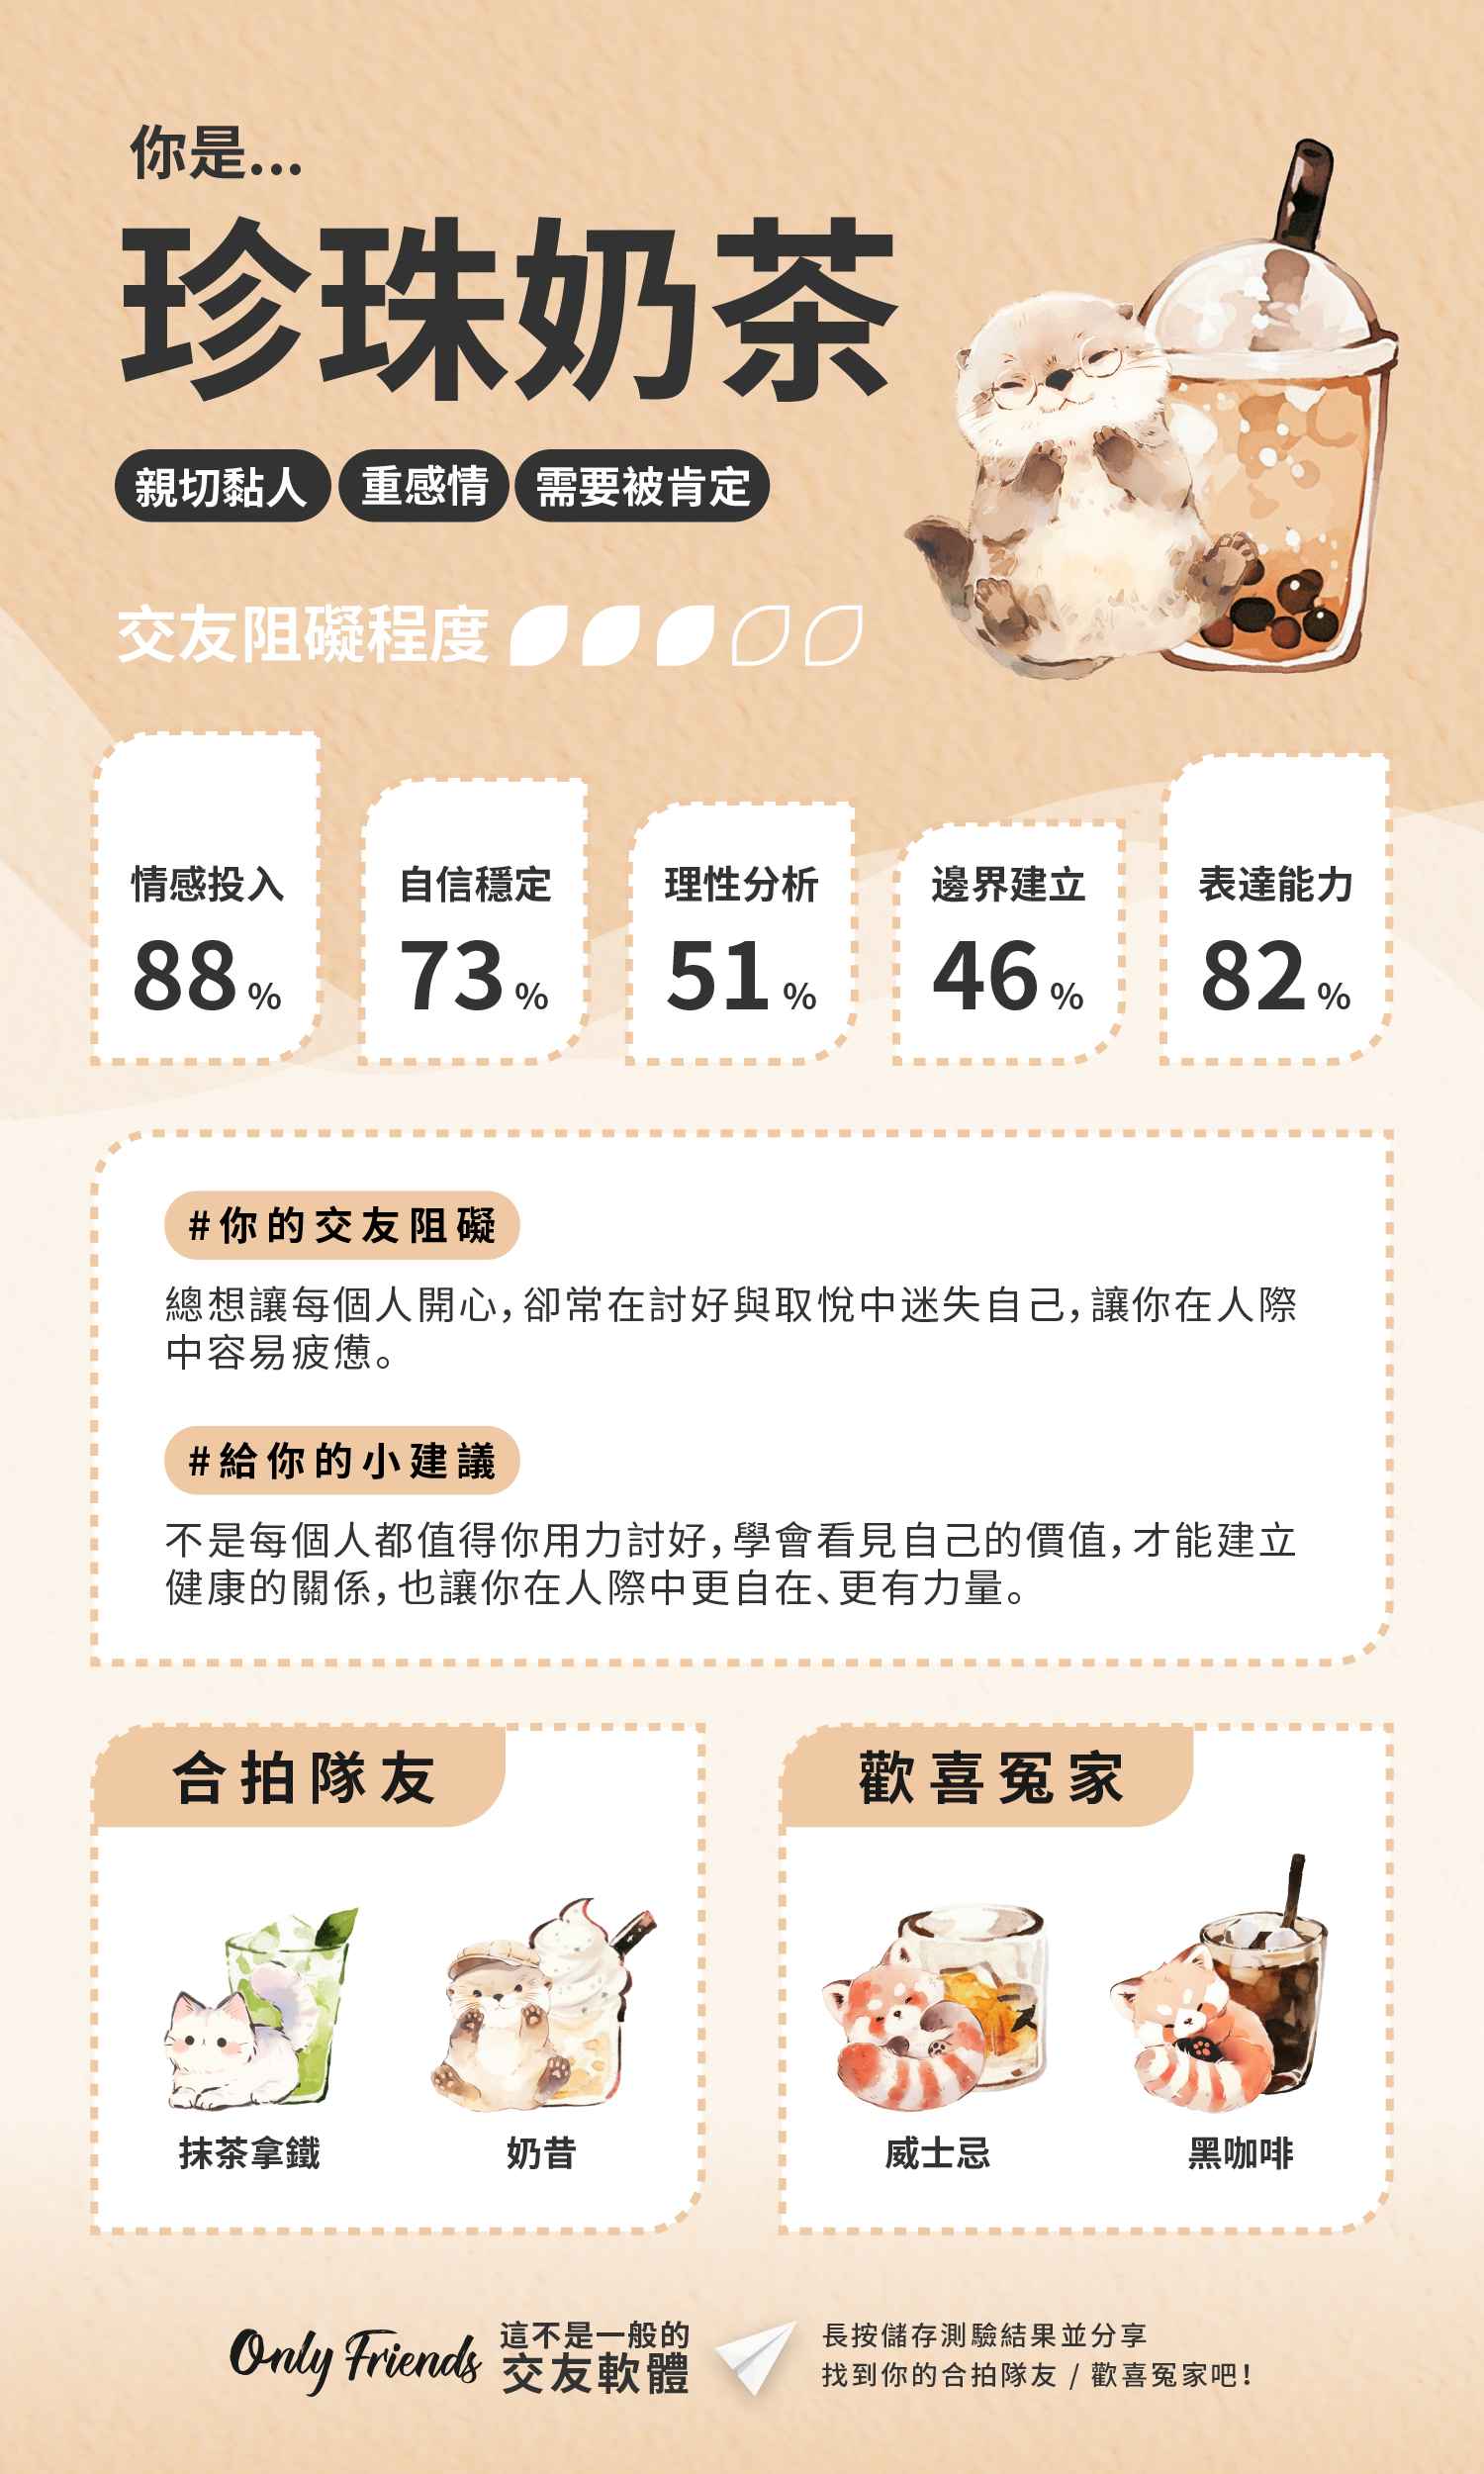 你是...
珍珠奶茶
親切黏人 重感情 需要被肯定
交友阻礙程度
情感投入 自信穩定 理性分析 邊界建立 表達能力
88% 73% 51% 46% 82%
#你的交友阻礙
總想讓每個人開心，卻常在討好與取悅中迷失自己，讓你在人際
中容易疲憊。
#給你的小建議
不是每個人都值得你用力討好，學會看見自己的價值，才能建立
健康的關係，也讓你在人際中更自在、更有力量。
合拍隊友
抹茶拿鐵 奶昔
歡喜冤家
威士忌 黑咖啡
Only Friends
這不是一般的
交友軟體
長按儲存測驗結果並分享
找到你的合拍隊友 / 歡喜冤家吧！